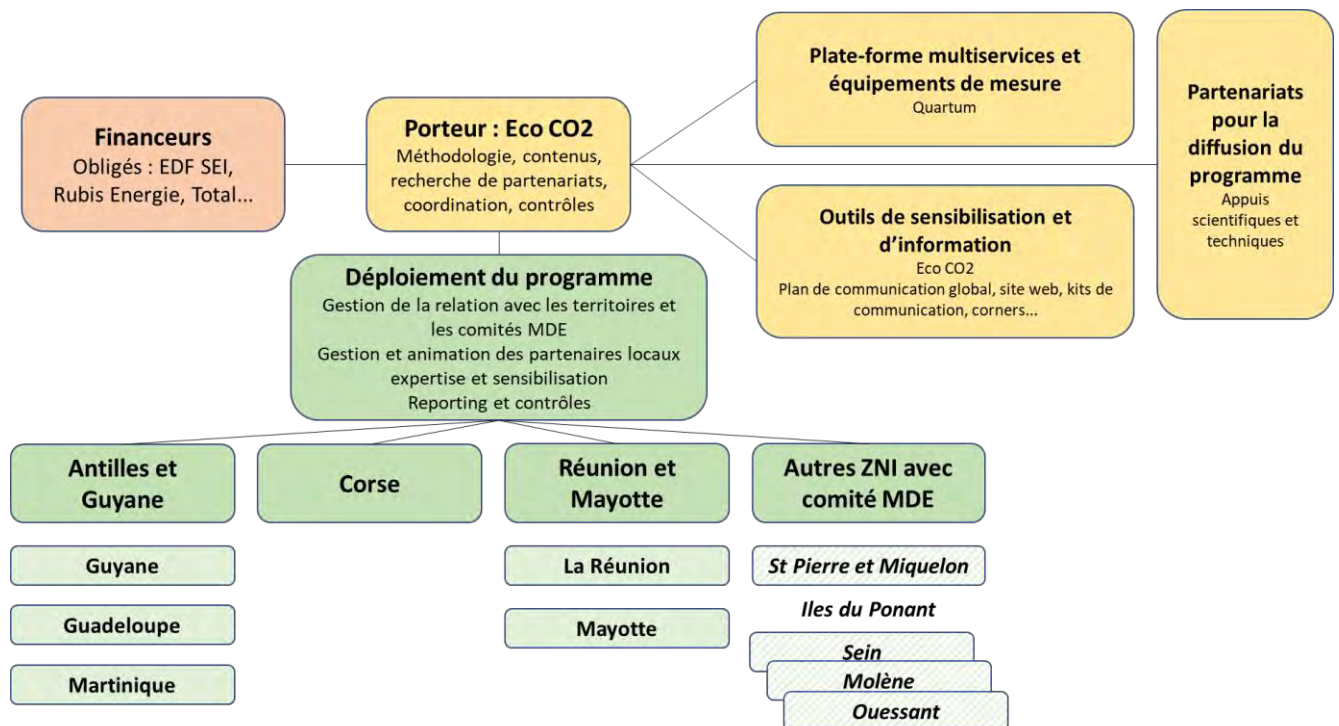 Financeurs
Obligés : EDF SEI,
Rubis Energie, Total...
Porteur : Eco CO2
Méthodologie, contenus,
recherche de partenariats,
coordination, contrôles
Plate-forme multiservices et
équipements de mesure
Quartum
Outils de sensibilisation et
d'information
Eco CO2
Plan de communication global, site web, kits de
communication, corners...
Partenariats
pour la
diffusion du
programme
Appuis
scientifiques et
techniques
Déploiement du programme
Gestion de la relation avec les territoires et
les comités MDE
Gestion et animation des partenaires locaux
expertise et sensibilisation
Reporting et contrôles
Antilles et
Guyane
Guyane
Guadeloupe
Martinique
Corse
Réunion et
Mayotte
La Réunion
Mayotte
Autres ZNI avec
comité MDE
St Pierre et Miquelon
Iles du Ponant
Sein
Molène
Ouessant